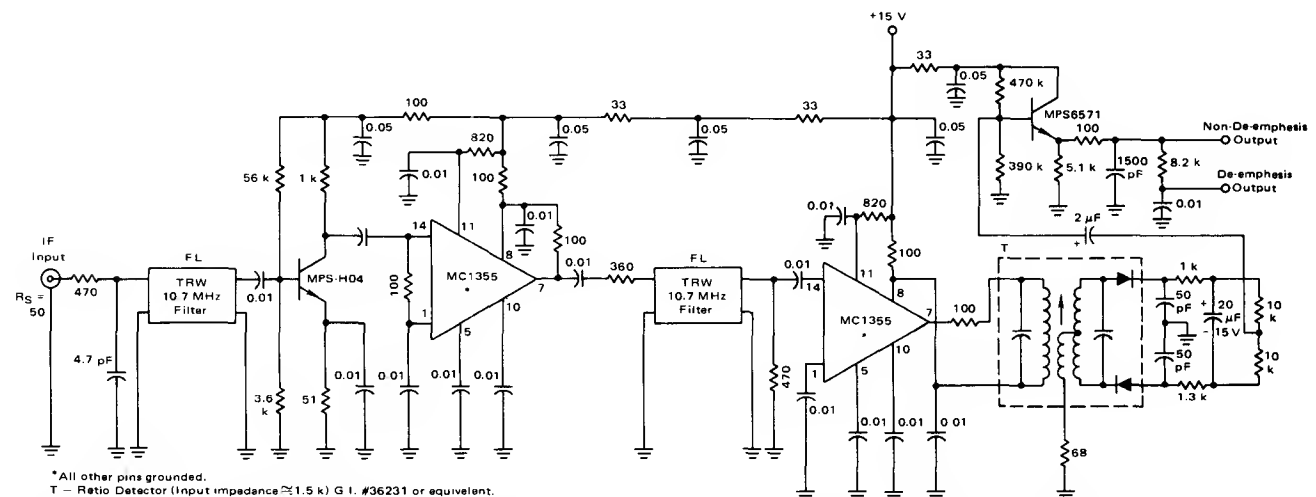 +15 V
33
0.05
470 k
MPS6571
100
Non-De-emphesis
Output
390 k
5.1 k
1500
pF
8.2 k
De-emphesis
Output
0.01
100
33
33
0.05
0.05
0.05
0.05
56 k
1 k
820
0.01
100
0.01
14
11
8
100
MC1355
*
7
1
5
10
100
0.01
360
IF
Input
RS =
50
470
4.7 pF
FL
TRW
10.7 MHz
Filter
0.01
MPS-H04
3.6
k
51
0.01
0.01
0.01
0.01
FL
TRW
10.7 MHz
Filter
470
0.01
0.01
820
14
11
100
8
MC1355
*
7
1
5
10
0.01
0.01
0.01
0.01
100
T
2 μF
+
68
1 k
50
pF
50
pF
+
20
μF
- 15V
10
k
10
k
1.3 k
*All other pins grounded.
T – Retio Detector (Input impedance ≅1.5 k) G I. #36231 or equivelent.